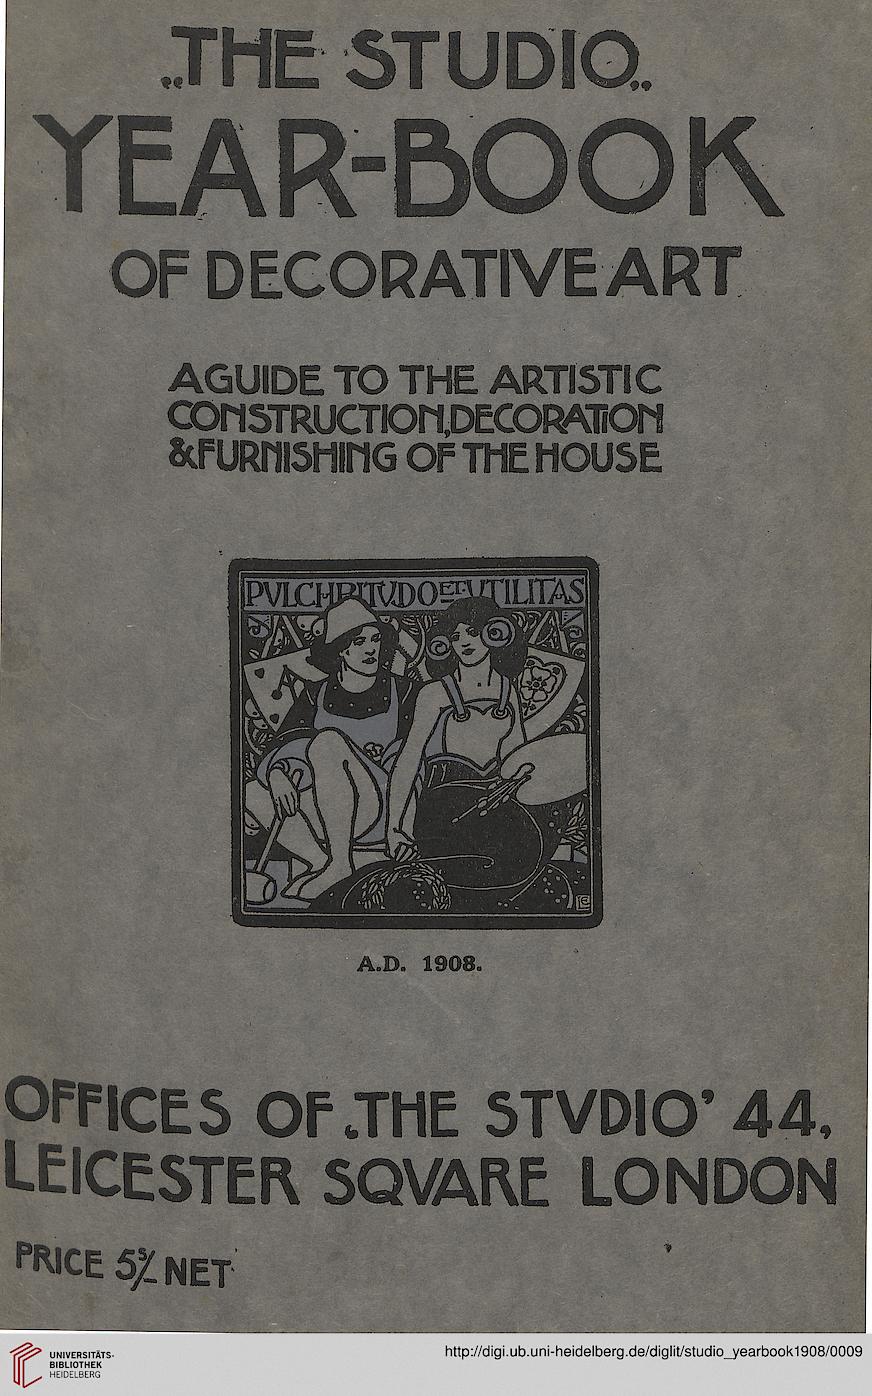 „THE STUDIO„
YEAR-BOOK
OF DECORATIVE ART
A GUIDE TO THE ARTISTIC
CONSTRUCTION, DECORATION
& FURNISHING OF THE HOUSE
PVLCHRITVDO ET VTILITAS
A.D. 1908.
OFFICES OF ‚THE STVDIO’ 44,
LEICESTER SQVARE LONDON
PRICE 5S/- NET
UNIVERSITÄTS-
BIBLIOTHEK
HEIDELBERG
http://digi.ub.uni-heidelberg.de/diglit/studio_yearbook1908/0009